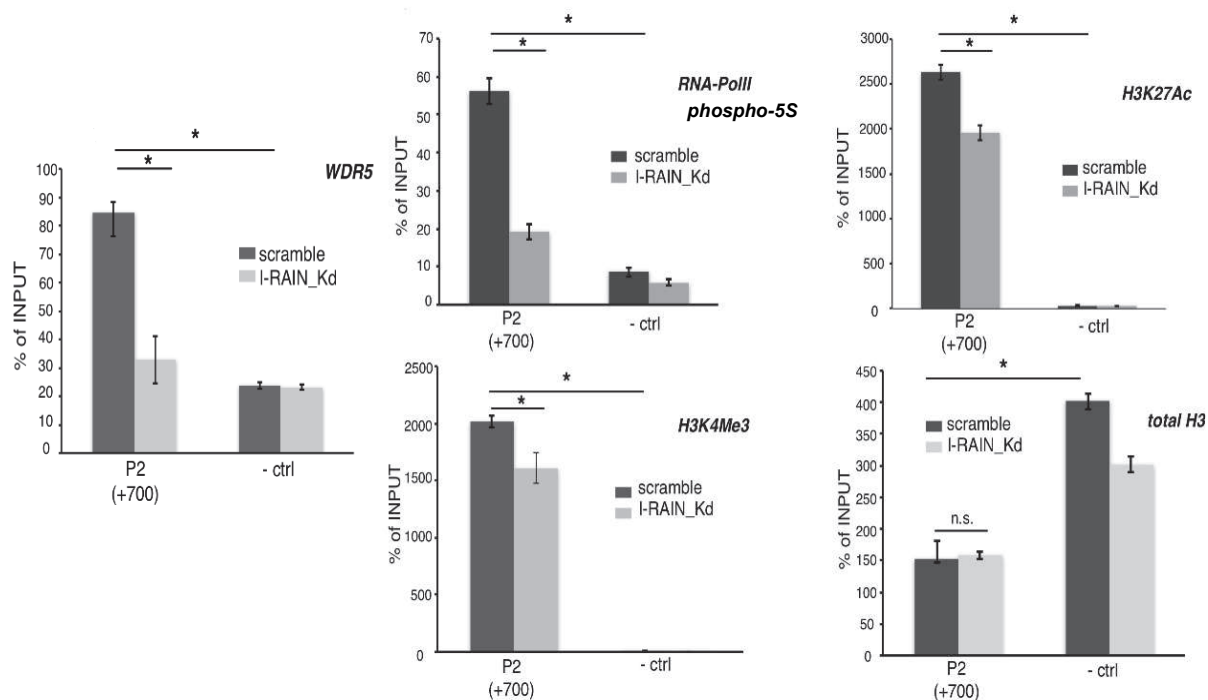 *
*
WDR5
100
90
80
70
60
50
40
30
20
10
0
% of INPUT
scramble
I-RAIN_Kd
P2
(+700)
- ctrl
*
*
RNA-PolII
phospho-5S
70
60
50
40
30
20
10
0
% of INPUT
scramble
I-RAIN_Kd
P2
(+700)
- ctrl
*
*
H3K27Ac
3000
2500
2000
1500
1000
500
0
% of INPUT
scramble
I-RAIN_Kd
P2
(+700)
- ctrl
*
*
H3K4Me3
2500
2000
1500
1000
500
0
% of INPUT
scramble
I-RAIN_Kd
P2
(+700)
- ctrl
*
n.s.
total H3
450
400
350
300
250
200
150
100
50
0
% of INPUT
scramble
I-RAIN_Kd
P2
(+700)
- ctrl